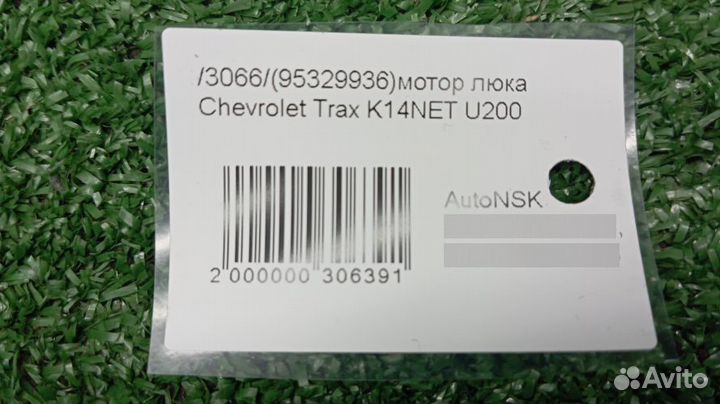 /3066/(95329936)мотор люка
Chevrolet Trax K14NET U200
AutoNSK
2 000000 306391
Avito